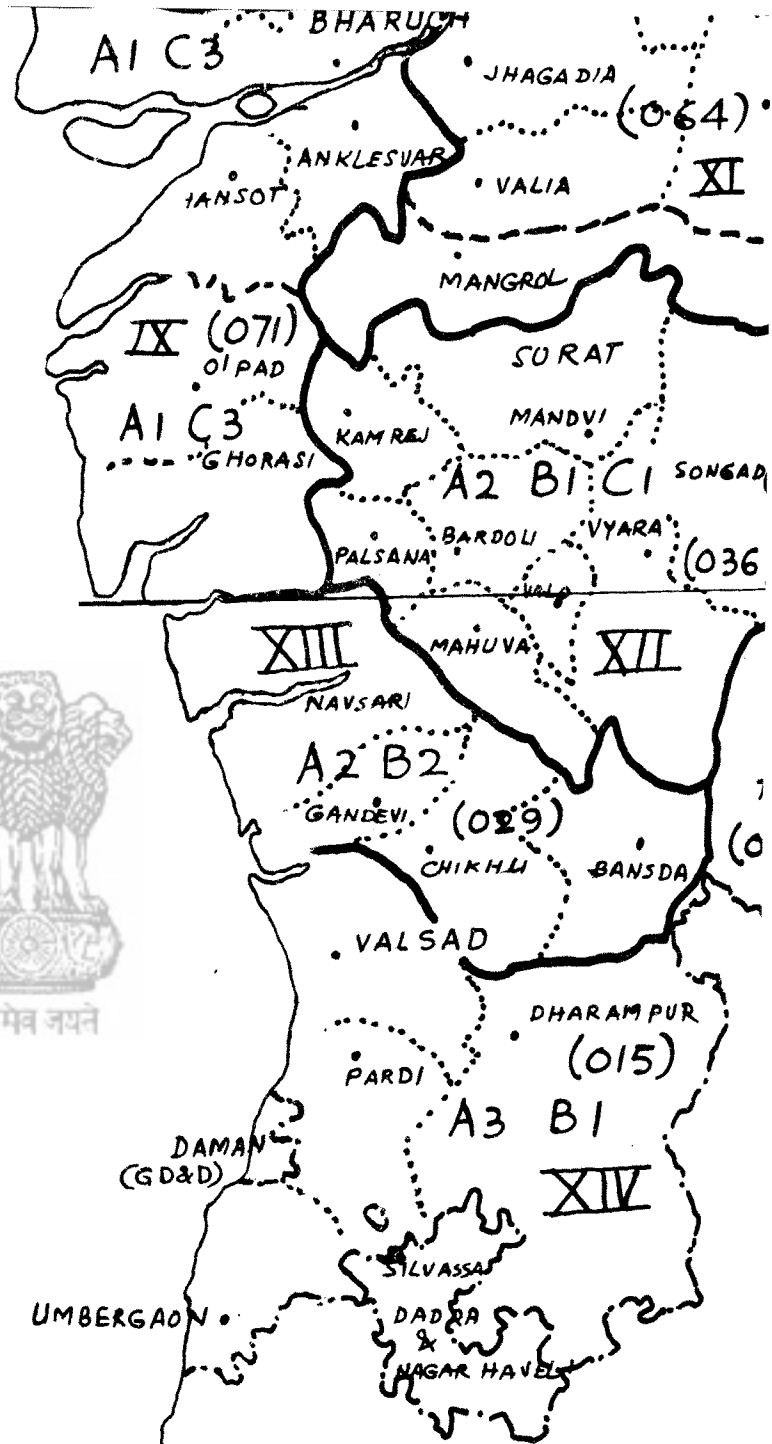 BHARUCH
A1 C3
JHAGADIA
(064)
ANKLESVAR
HANSOT
VALIA
XI
MANGROL
IX (071)
OLPAD
SURAT
A1 C3
KAMREJ
MANDVI
GHORASI
A2 B1 C1
SONGAD
PALSANA
BARDOLI
VYARA
(036
XIII
MAHUVA
XII
NAVSARI
A2 B2
GANDEVI
(029)
CHIKHLI
BANSDA
(0
VALSAD
DHARAMPUR
मेव जयते
(015)
PARDI
A3 B1
DAMAN
(GD&D)
XIV
SILVASSA
UMBERGAON
DADRA
&
NAGAR HAVELI